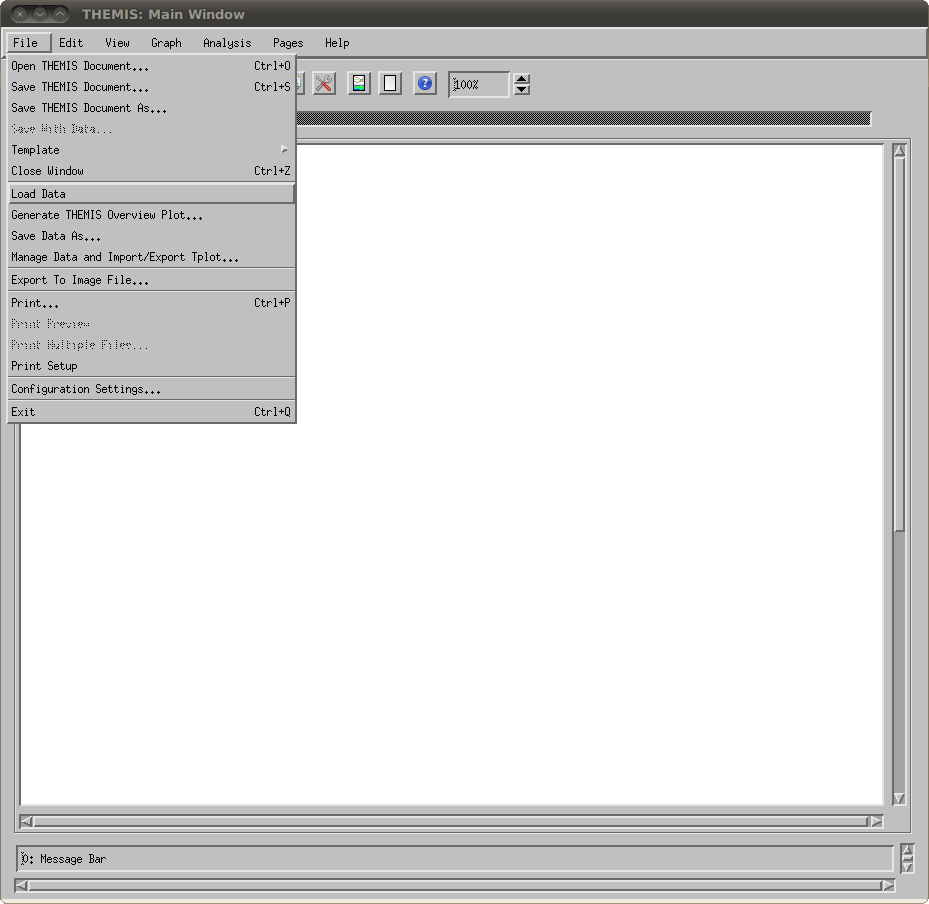 THEMIS: Main Window
File Edit View Graph Analysis Pages Help
Open THEMIS Document... Ctrl+O
Save THEMIS Document... Ctrl+S
Save THEMIS Document As...
Save With Data...
Template
Close Window Ctrl+Z
Load Data
Generate THEMIS Overview Plot...
Save Data As...
Manage Data and Import/Export Tplot...
Export To Image File...
Print... Ctrl+P
Print Preview
Print Multiple Files...
Print Setup
Configuration Settings...
Exit Ctrl+Q
?
100%
0: Message Bar